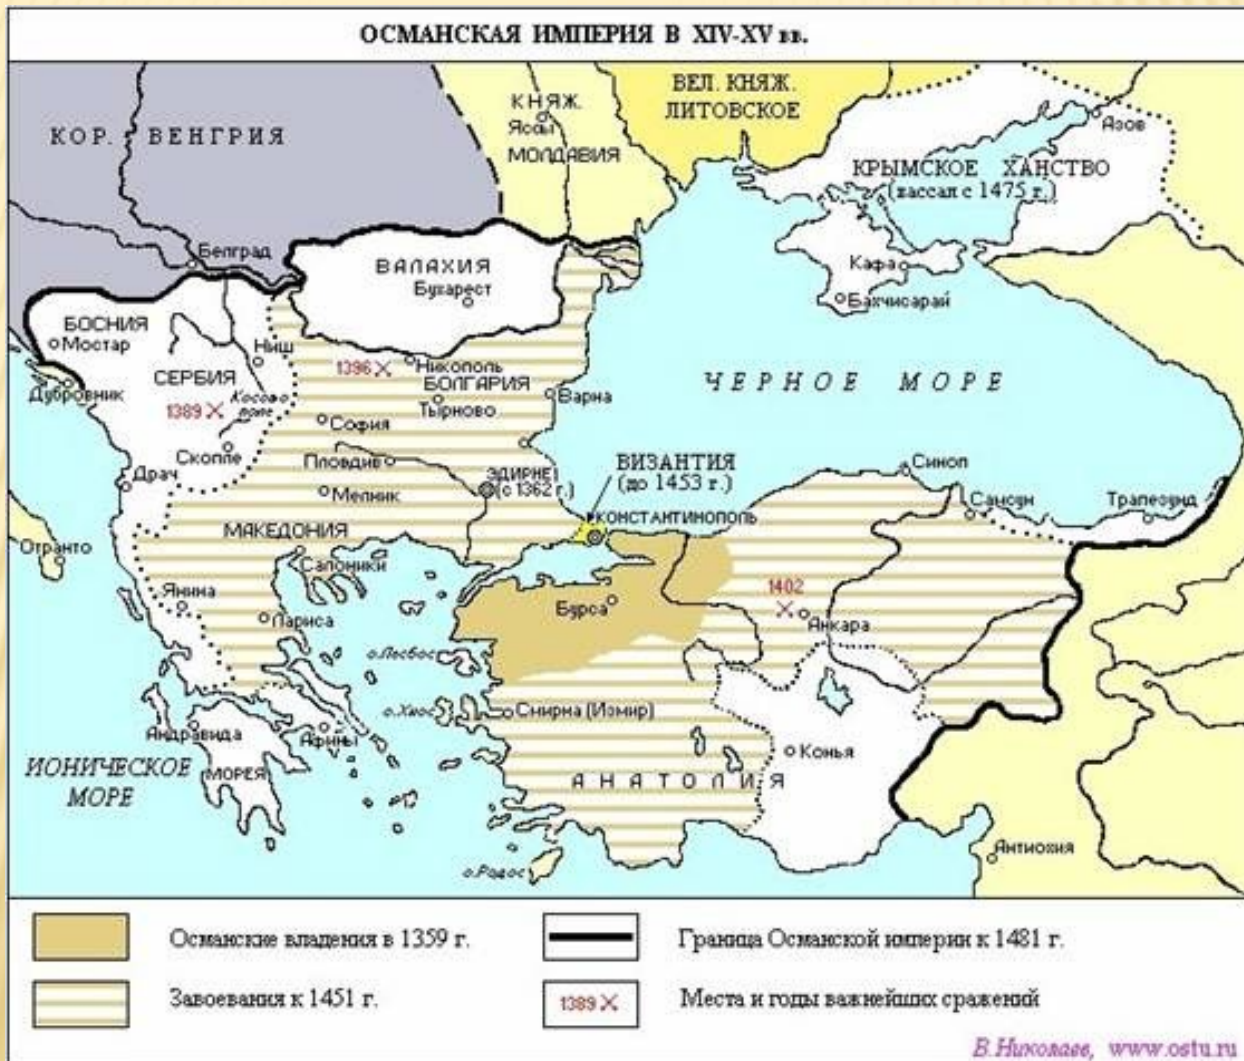 ОСМАНСКАЯ ИМПЕРИЯ В XIV-XV вв.
КОР. ВЕНГРИЯ
КНЯЖ.
Яссы
МОЛДАВИЯ
ВЕЛ. КНЯЖ.
ЛИТОВСКОЕ
Азов
КРЫМСКОЕ ХАНСТВО
(вассал с 1475 г.)
Белград
ВАЛАХИЯ
Бухарест
Кафа
Бахчисарай
БОСНИЯ
Мостар
Ниш
1396
Никополь
СЕРБИЯ
БОЛГАРИЯ
ЧЕРНОЕ МОРЕ
Дубровник
1389
Косово
поле
Тырново
Варна
София
Скопле
Пловдив
ЭДИРНЕ
(с 1362 г.)
ВИЗАНТИЯ
(до 1453 г.)
Синоп
Драч
Мелник
Самсун
Трапезунд
КОНСТАНТИНОПОЛЬ
МАКЕДОНИЯ
Отранто
Салоники
Янина
Бурса
1402
Лариса
Анкара
о.Лесбос
о.Хиос
Смирна (Измир)
Андравида
Афины
Конья
ИОНИЧЕСКОЕ
МОРЕ
МОРЕЯ
АНАТОЛИЯ
Антиохия
о.Родос
Османские владения в 1359 г.
Граница Османской империи к 1481 г.
Завоевания к 1451 г.
1389
Места и годы важнейших сражений
В.Николаев, www.ostu.ru